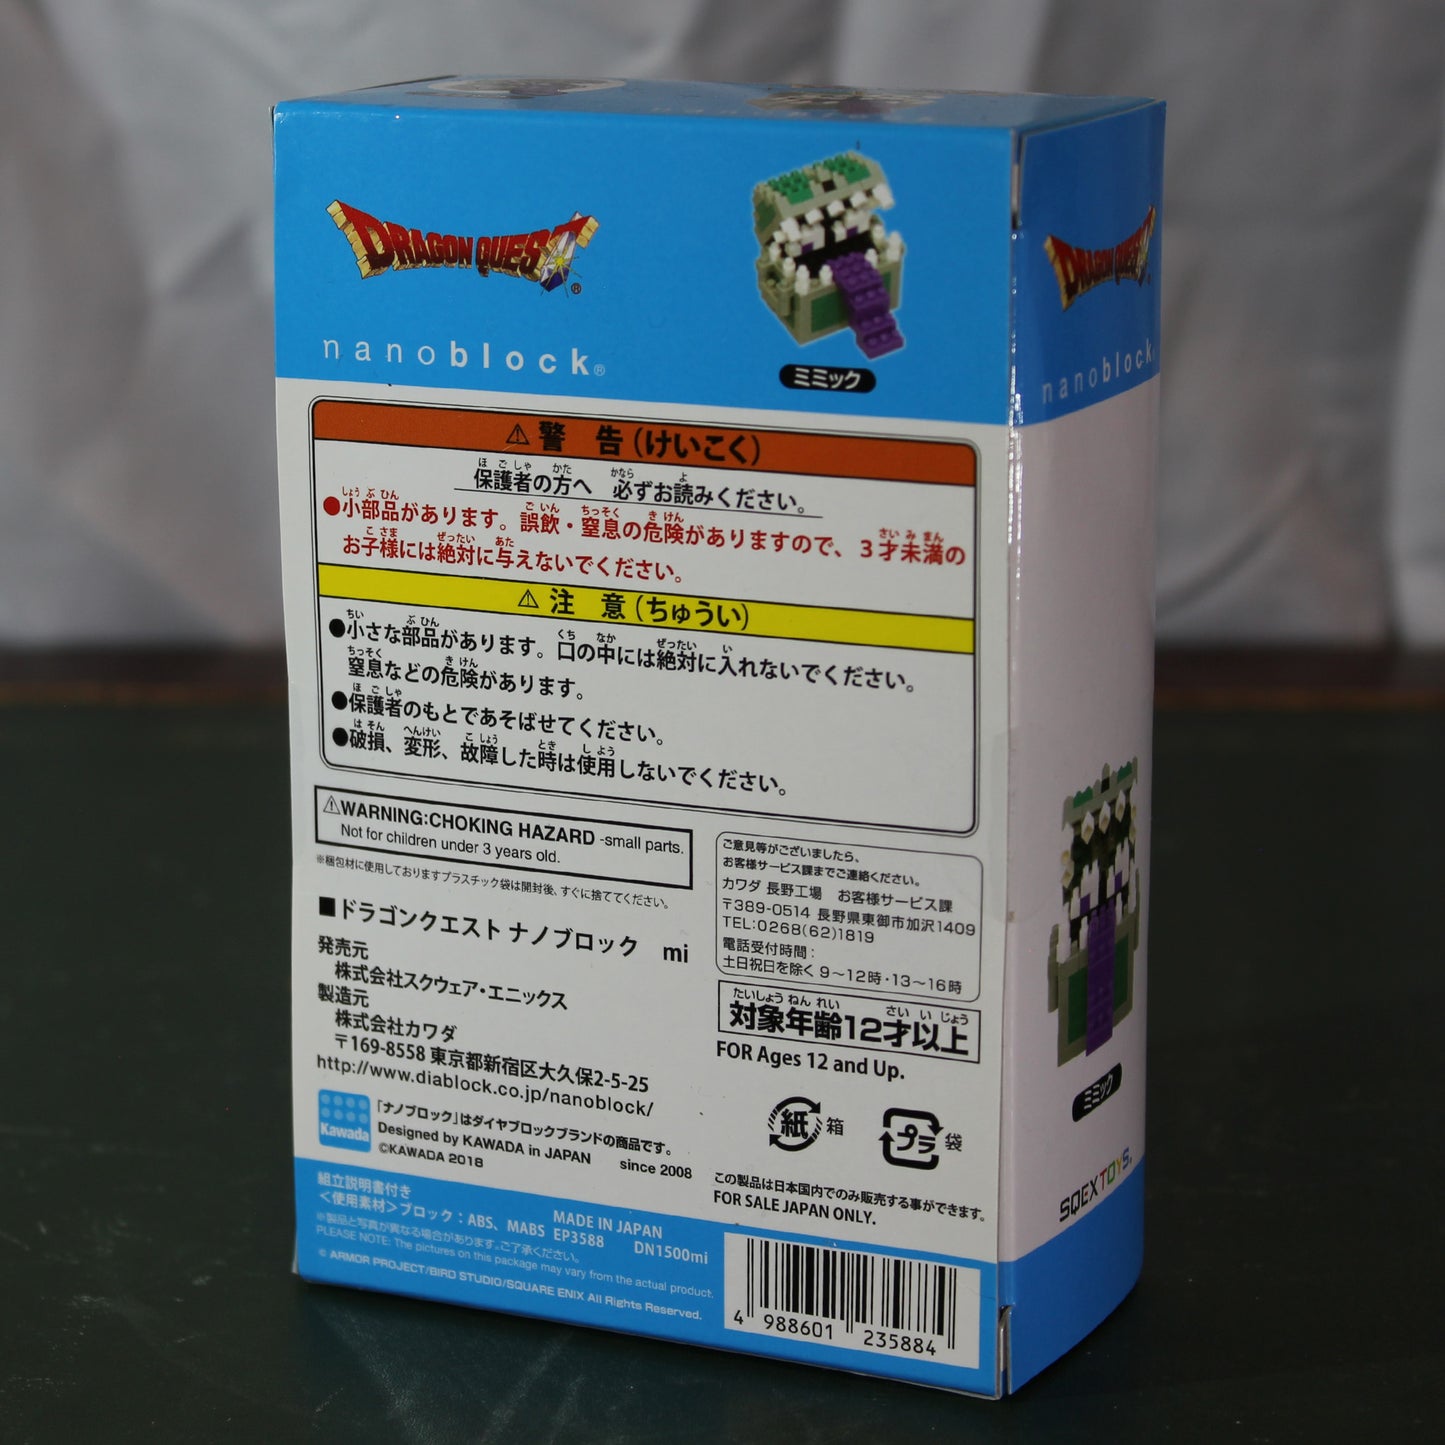 DRAGON QUEST®
nanoblock®
ミミック
⚠警 告(けいこく)
保護者の方へ 必ずお読みください。
●小部品があります。誤飲・窒息の危険がありますので、3才未満の
お子様には絶対に与えないでください。
⚠注 意(ちゅうい)
●小さな部品があります。口の中には絶対に入れないでください。
窒息などの危険があります。
●保護者のもとであそばせてください。
●破損、変形、故障した時は使用しないでください。
⚠WARNING:CHOKING HAZARD -small parts.
Not for children under 3 years old.
※梱包材に使用しておりますプラスチック袋は開封後、すぐに捨ててください。
■ドラゴンクエスト ナノブロック mi
発売元
株式会社スクウェア・エニックス
製造元
株式会社カワダ
〒169-8558 東京都新宿区大久保2-5-25
http://www.diablock.co.jp/nanoblock/
Kawada
「ナノブロック」はダイヤブロックブランドの商品です。
Designed by KAWADA in JAPAN since 2008
©KAWADA 2018
ご意見等がございましたら、
お客様サービス課までご連絡ください。
カワダ 長野工場 お客様サービス課
〒389-0514 長野県東御市加沢1409
TEL:0268(62)1819
電話受付時間:
土日祝日を除く 9〜12時・13〜16時
たいしょう ねん れい さい い じょう
対象年齢12才以上
FOR Ages 12 and Up.
紙 箱
プラ 袋
この製品は日本国内でのみ販売する事ができます。
FOR SALE JAPAN ONLY.
組立説明書付き
<使用素材>ブロック:ABS、MABS
MADE IN JAPAN
EP3588 DN1500mi
※製品と写真が異なる場合があります。ご了承ください。
PLEASE NOTE: The pictures on this package may vary from the actual product.
© ARMOR PROJECT/BIRD STUDIO/SQUARE ENIX All Rights Reserved.
4 988601 235884
DRAGON QUEST
nanoblock
ミミック
SQEX TOYS.